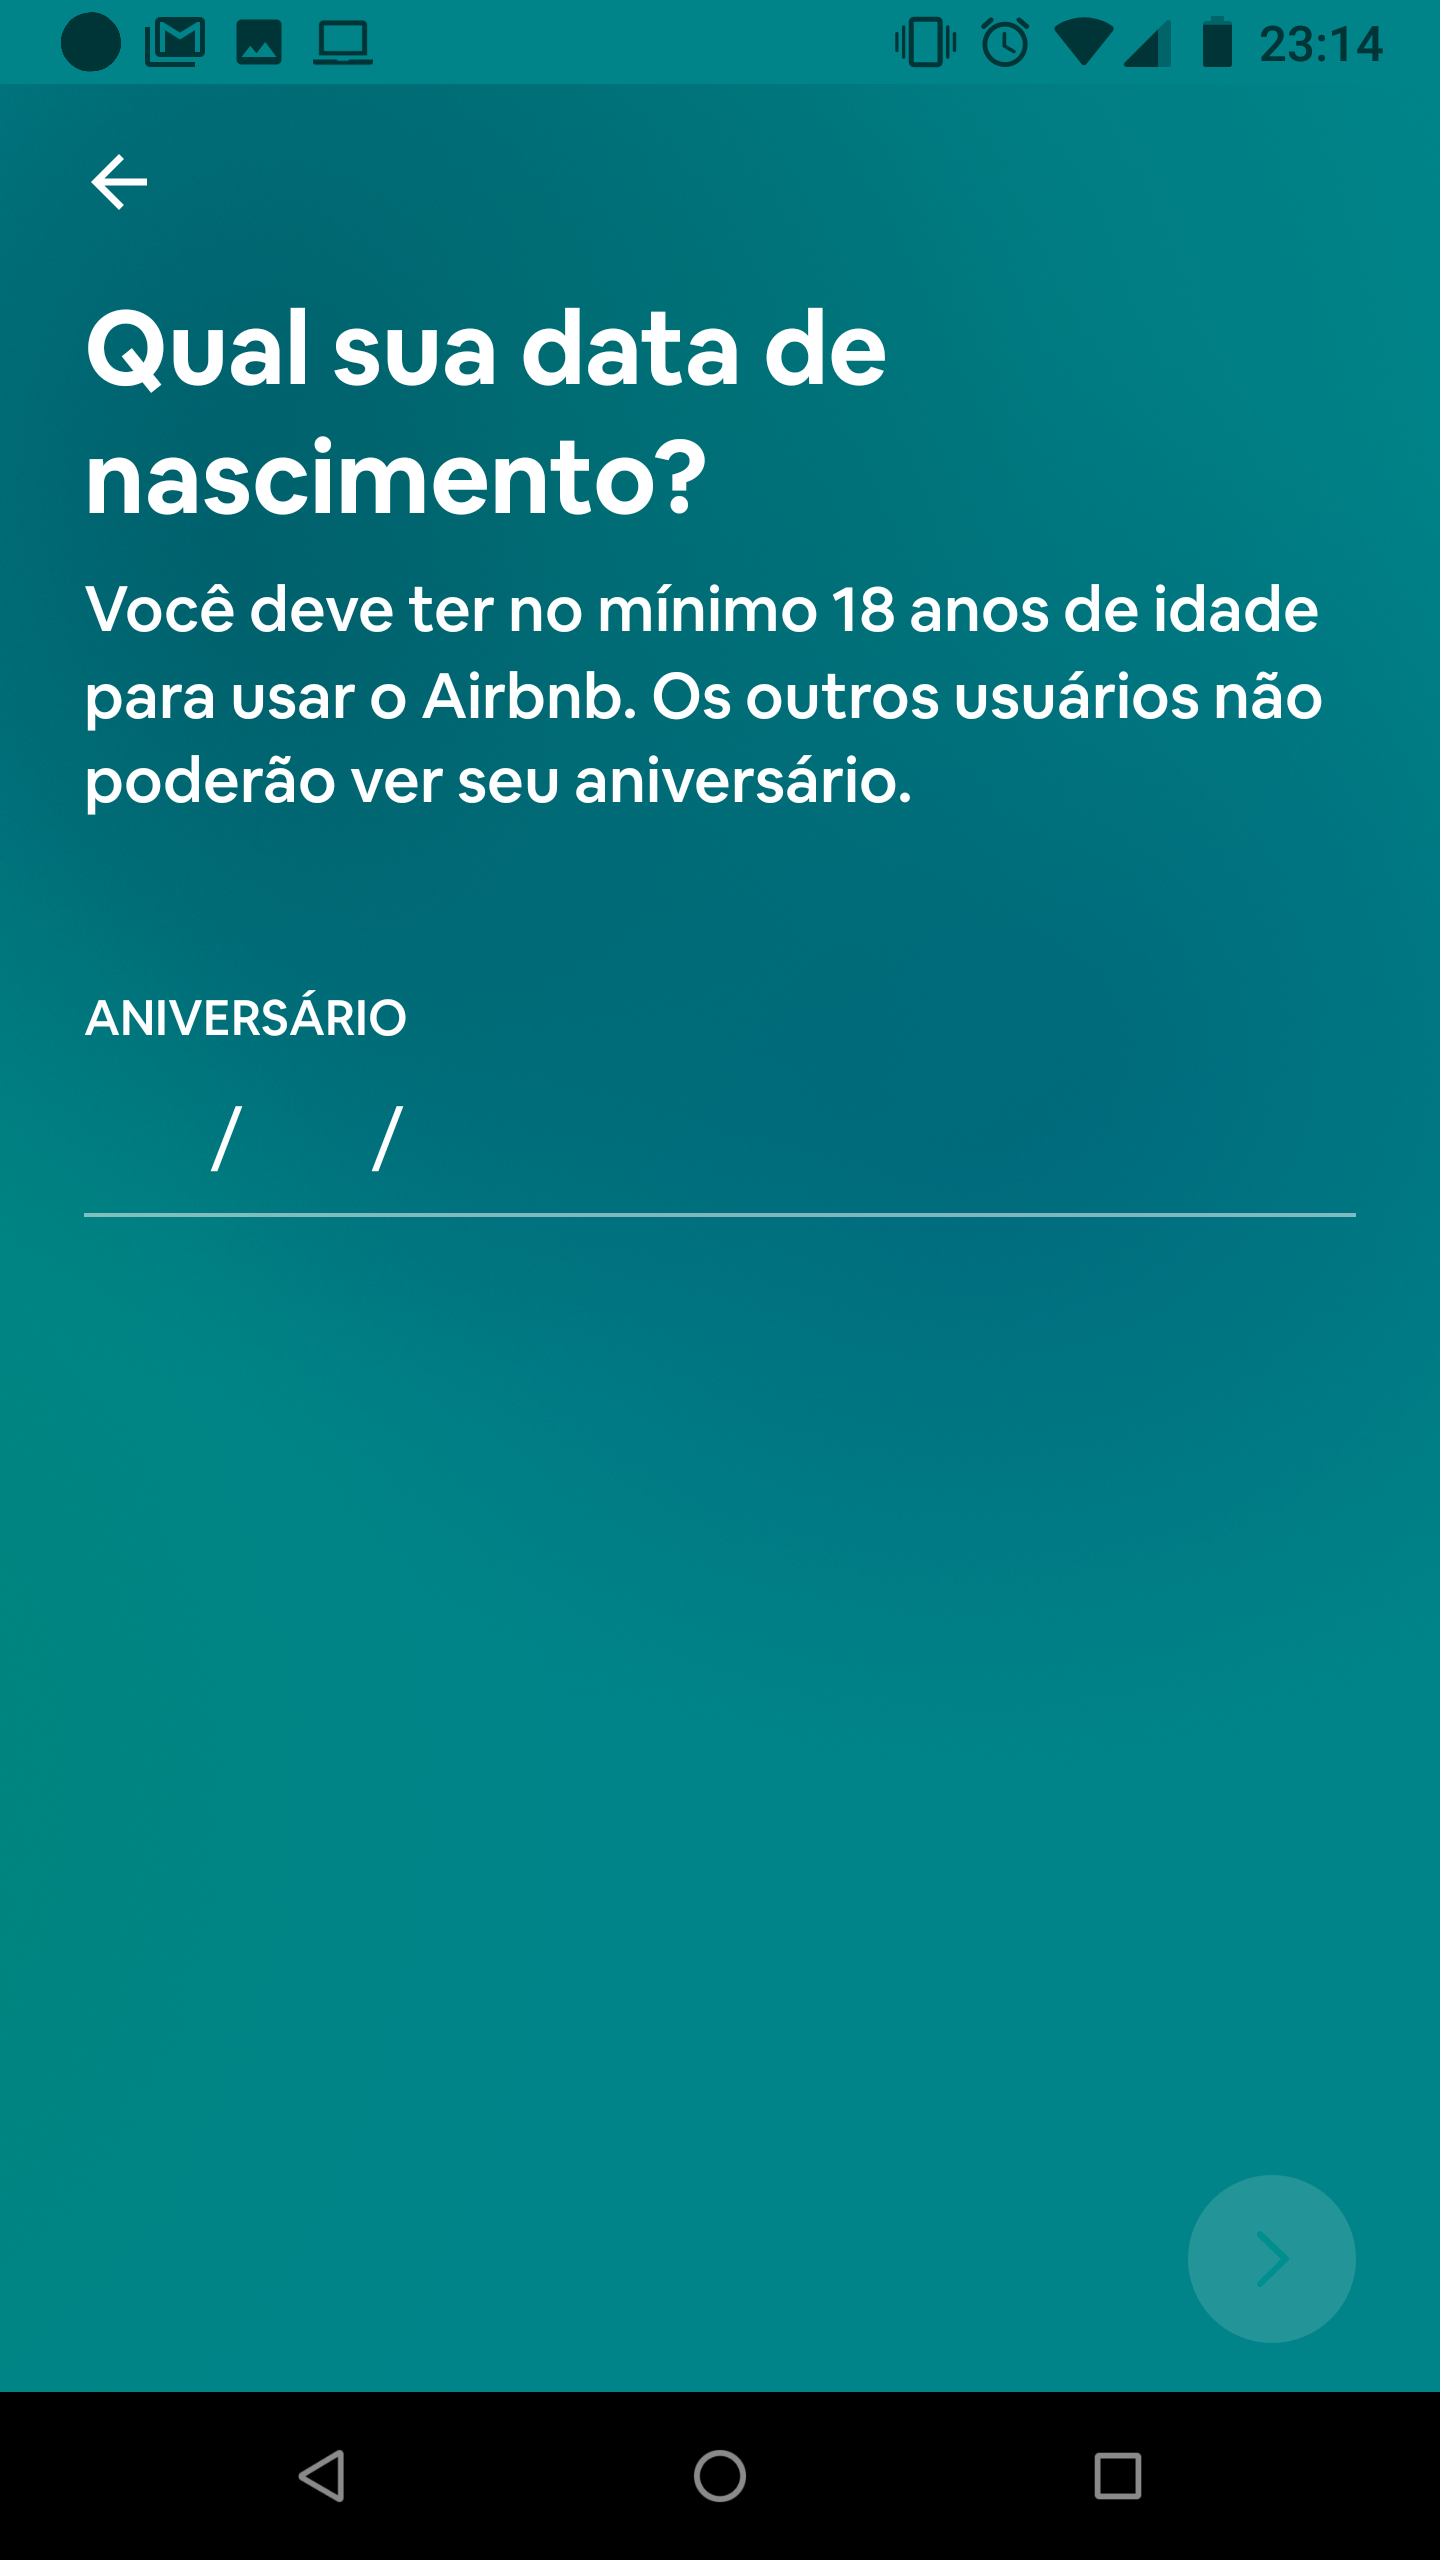 23:14
Qual sua data de
nascimento?
Você deve ter no mínimo 18 anos de idade
para usar o Airbnb. Os outros usuários não
poderão ver seu aniversário.
ANIVERSÁRIO
/ /